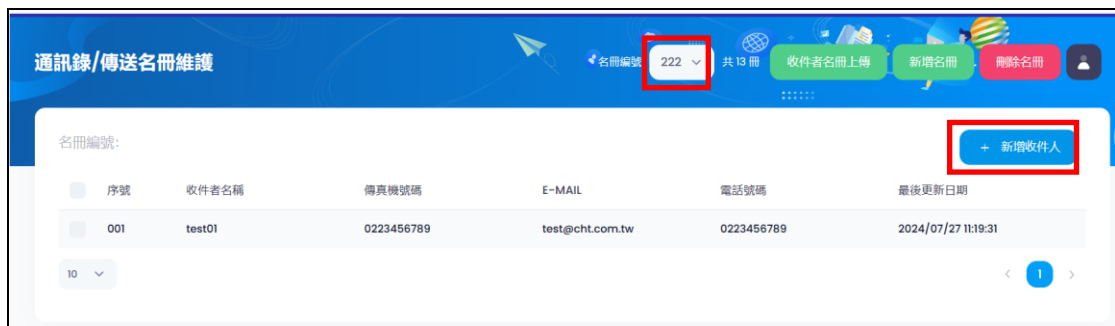 通訊錄/傳送名冊維護
名冊編號 222 共 13 冊 收件者名冊上傳 新增名冊 刪除名冊
名冊編號:
+ 新增收件人
序號 收件者名稱 傳真機號碼 E-MAIL 電話號碼 最後更新日期
001 test01 0223456789 test@cht.com.tw 0223456789 2024/07/27 11:19:31
10 1